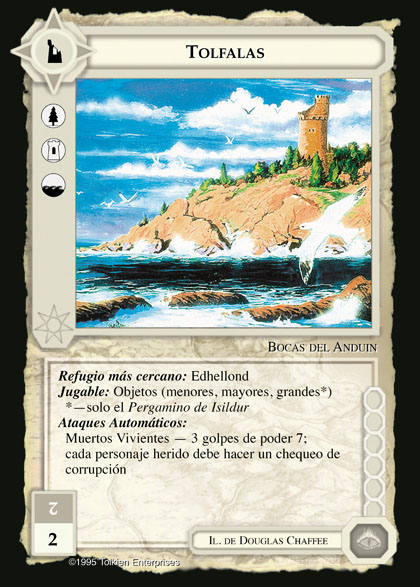 TOLFALAS
BOCAS DEL ANDUIN
Refugio más cercano: Edhellond
Jugable: Objetos (menores, mayores, grandes*)
*—solo el Pergamino de Isildur
Ataques Automáticos:
Muertos Vivientes — 3 golpes de poder 7;
cada personaje herido debe hacer un chequeo de
corrupción
2
2
IL. DE DOUGLAS CHAFFEE
©1995 Tolkien Enterprises